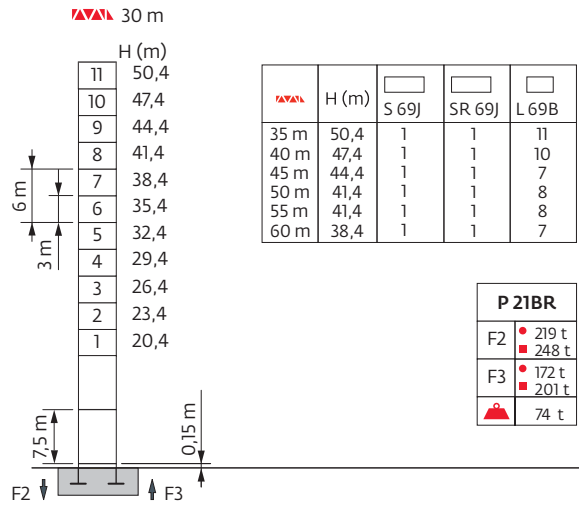 30 m
H (m)
11 50,4
10 47,4
9 44,4
8 41,4
7 38,4
6 35,4
5 32,4
4 29,4
3 26,4
2 23,4
1 20,4
6 m
3 m
7,5 m
0,15 m
F2 F3
H (m) S 69J SR 69J L 69B
35 m 50,4 1 1 11
40 m 47,4 1 1 10
45 m 44,4 1 1 7
50 m 41,4 1 1 8
55 m 41,4 1 1 8
60 m 38,4 1 1 7
P 21BR
F2 219 t
248 t
F3 172 t
201 t
74 t